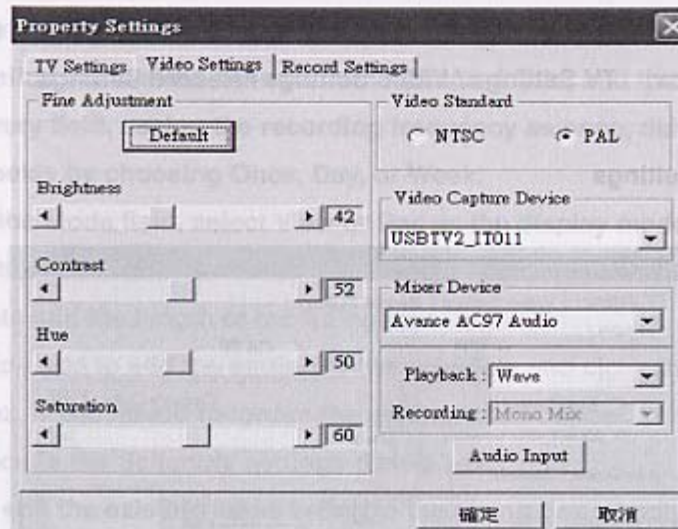 Property Settings
TV Settings Video Settings Record Settings
Fine Adjustment
Default
Brightness
42
Contrast
52
Hue
50
Saturation
60
Video Standard
NTSC PAL
Video Capture Device
USBTV2_IT011
Mixer Device
Avance AC97 Audio
Playback: Wave
Recording: Mono Mix
Audio Input
確定 取消